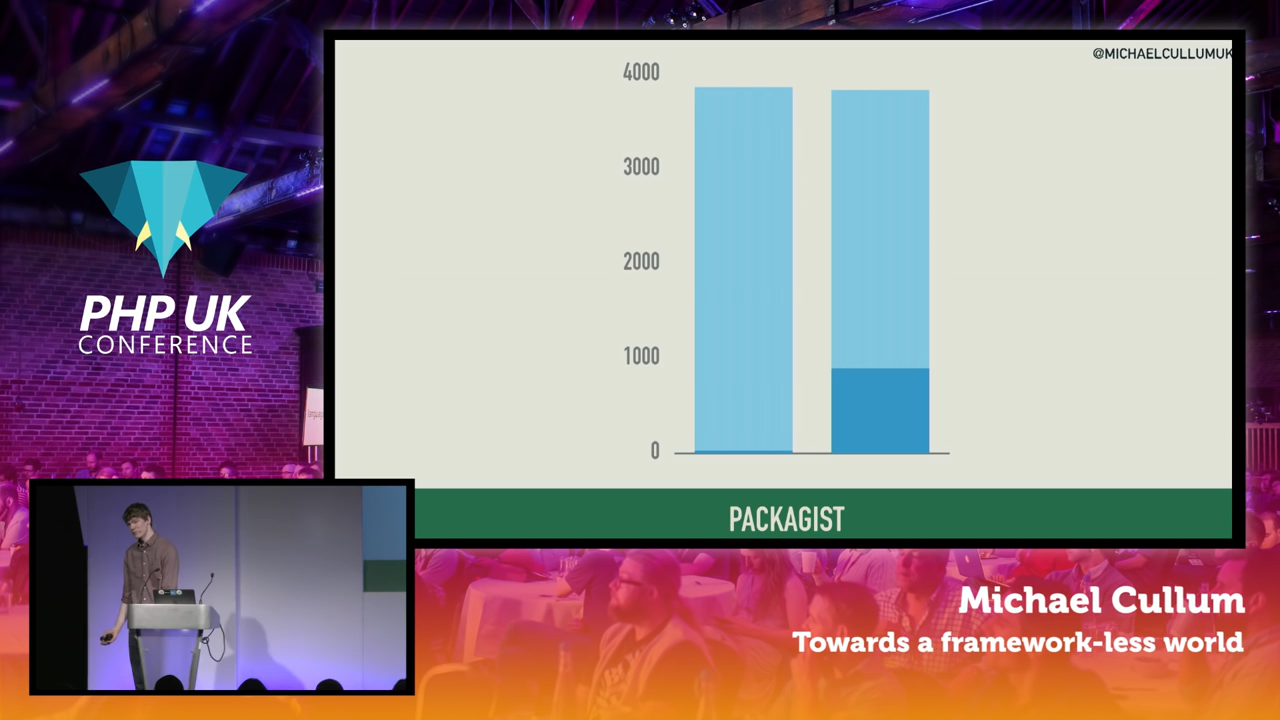 @MICHAELCULLUMUK
4000
3000
2000
1000
0
PACKAGIST
PHP UK
CONFERENCE
Michael Cullum
Towards a framework-less world